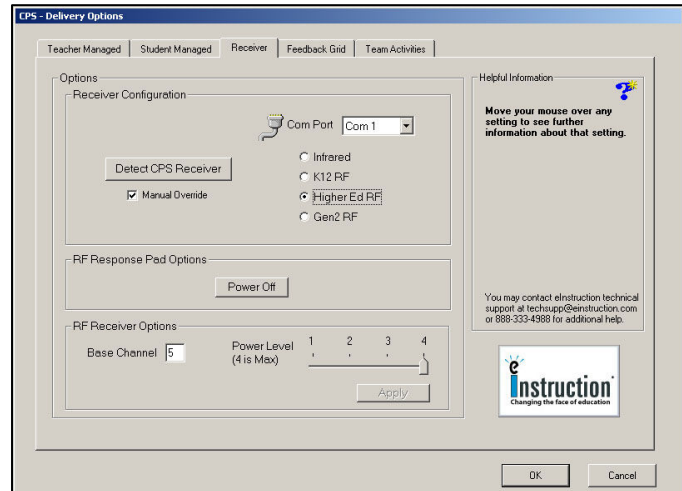 CPS - Delivery Options
Teacher Managed
Student Managed
Receiver
Feedback Grid
Team Activities
Options
Receiver Configuration
Com Port
Com 1
Detect CPS Receiver
Manual Override
Infrared
K12 RF
Higher Ed RF
Gen2 RF
RF Response Pad Options
Power Off
RF Receiver Options
Base Channel 5
Power Level
(4 is Max)
1 2 3 4
Apply
Helpful Information
Move your mouse over any
setting to see further
information about that setting.
You may contact eInstruction technical
support at techsupp@einstruction.com
or 888-333-4988 for additional help.
eInstruction
Changing the face of education
OK
Cancel